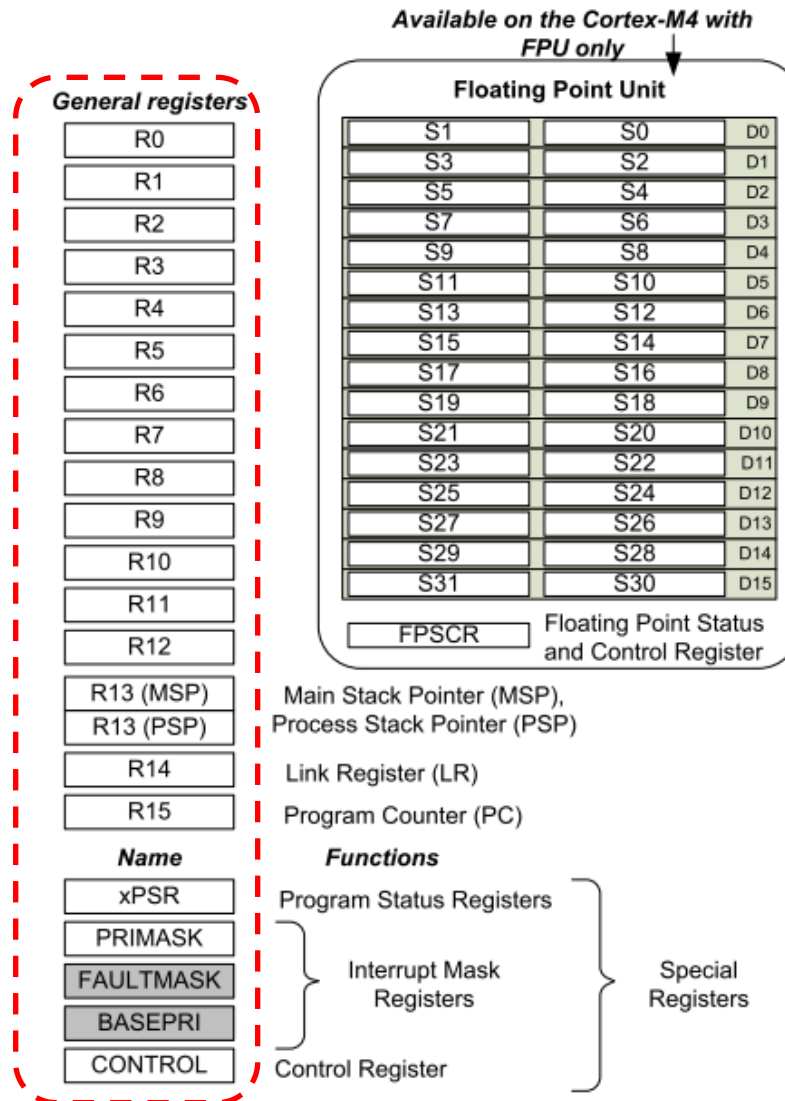 Available on the Cortex-M4 with
FPU only
General registers
R0
R1
R2
R3
R4
R5
R6
R7
R8
R9
R10
R11
R12
R13 (MSP)
R13 (PSP)
R14
R15
Floating Point Unit
S1 S0 D0
S3 S2 D1
S5 S4 D2
S7 S6 D3
S9 S8 D4
S11 S10 D5
S13 S12 D6
S15 S14 D7
S17 S16 D8
S19 S18 D9
S21 S20 D10
S23 S22 D11
S25 S24 D12
S27 S26 D13
S29 S28 D14
S31 S30 D15
FPSCR
Floating Point Status
and Control Register
Main Stack Pointer (MSP),
Process Stack Pointer (PSP)
Link Register (LR)
Program Counter (PC)
Name Functions
xPSR Program Status Registers
PRIMASK
FAULTMASK
BASEPRI
Interrupt Mask
Registers
CONTROL Control Register
Special
Registers